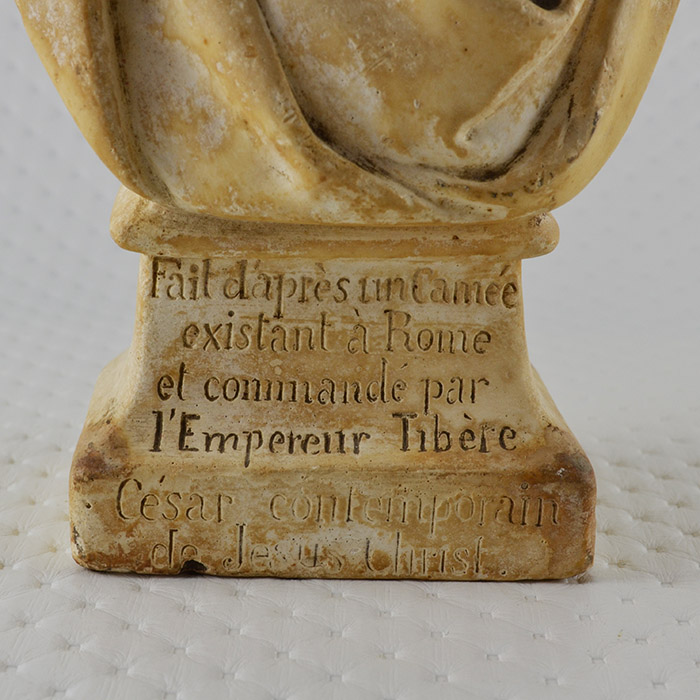 Fait d'après un Camée
existant à Rome
et commandé par
l'Empereur Tibère
César contemporain
de Jésus Christ.